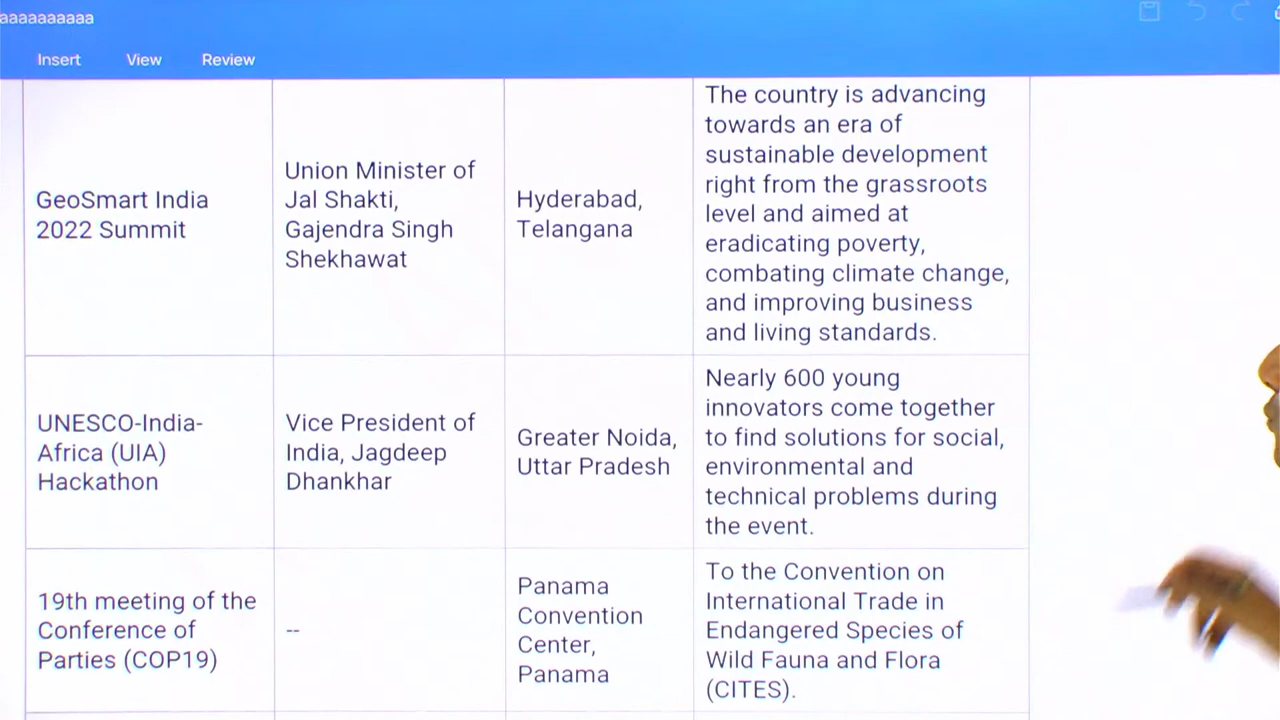 aaaaaaaaaa
Insert View Review
GeoSmart India
2022 Summit
Union Minister of
Jal Shakti,
Gajendra Singh
Shekhawat
Hyderabad,
Telangana
The country is advancing
towards an era of
sustainable development
right from the grassroots
level and aimed at
eradicating poverty,
combating climate change,
and improving business
and living standards.
UNESCO-India-
Africa (UIA)
Hackathon
Vice President of
India, Jagdeep
Dhankhar
Greater Noida,
Uttar Pradesh
Nearly 600 young
innovators come together
to find solutions for social,
environmental and
technical problems during
the event.
19th meeting of the
Conference of
Parties (COP19)
--
Panama
Convention
Center,
Panama
To the Convention on
International Trade in
Endangered Species of
Wild Fauna and Flora
(CITES).